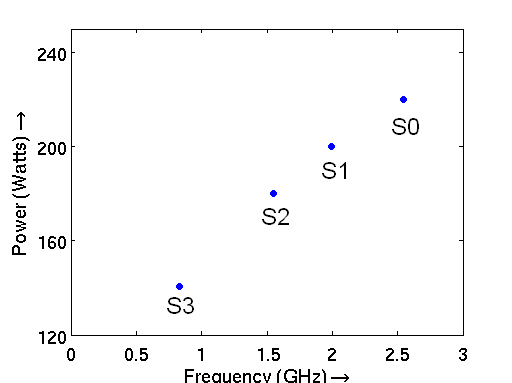 240
S0
200
S1
S2
160
S3
120
0 0.5 1 1.5 2 2.5 3
Power (Watts) →
Frequency (GHz) →